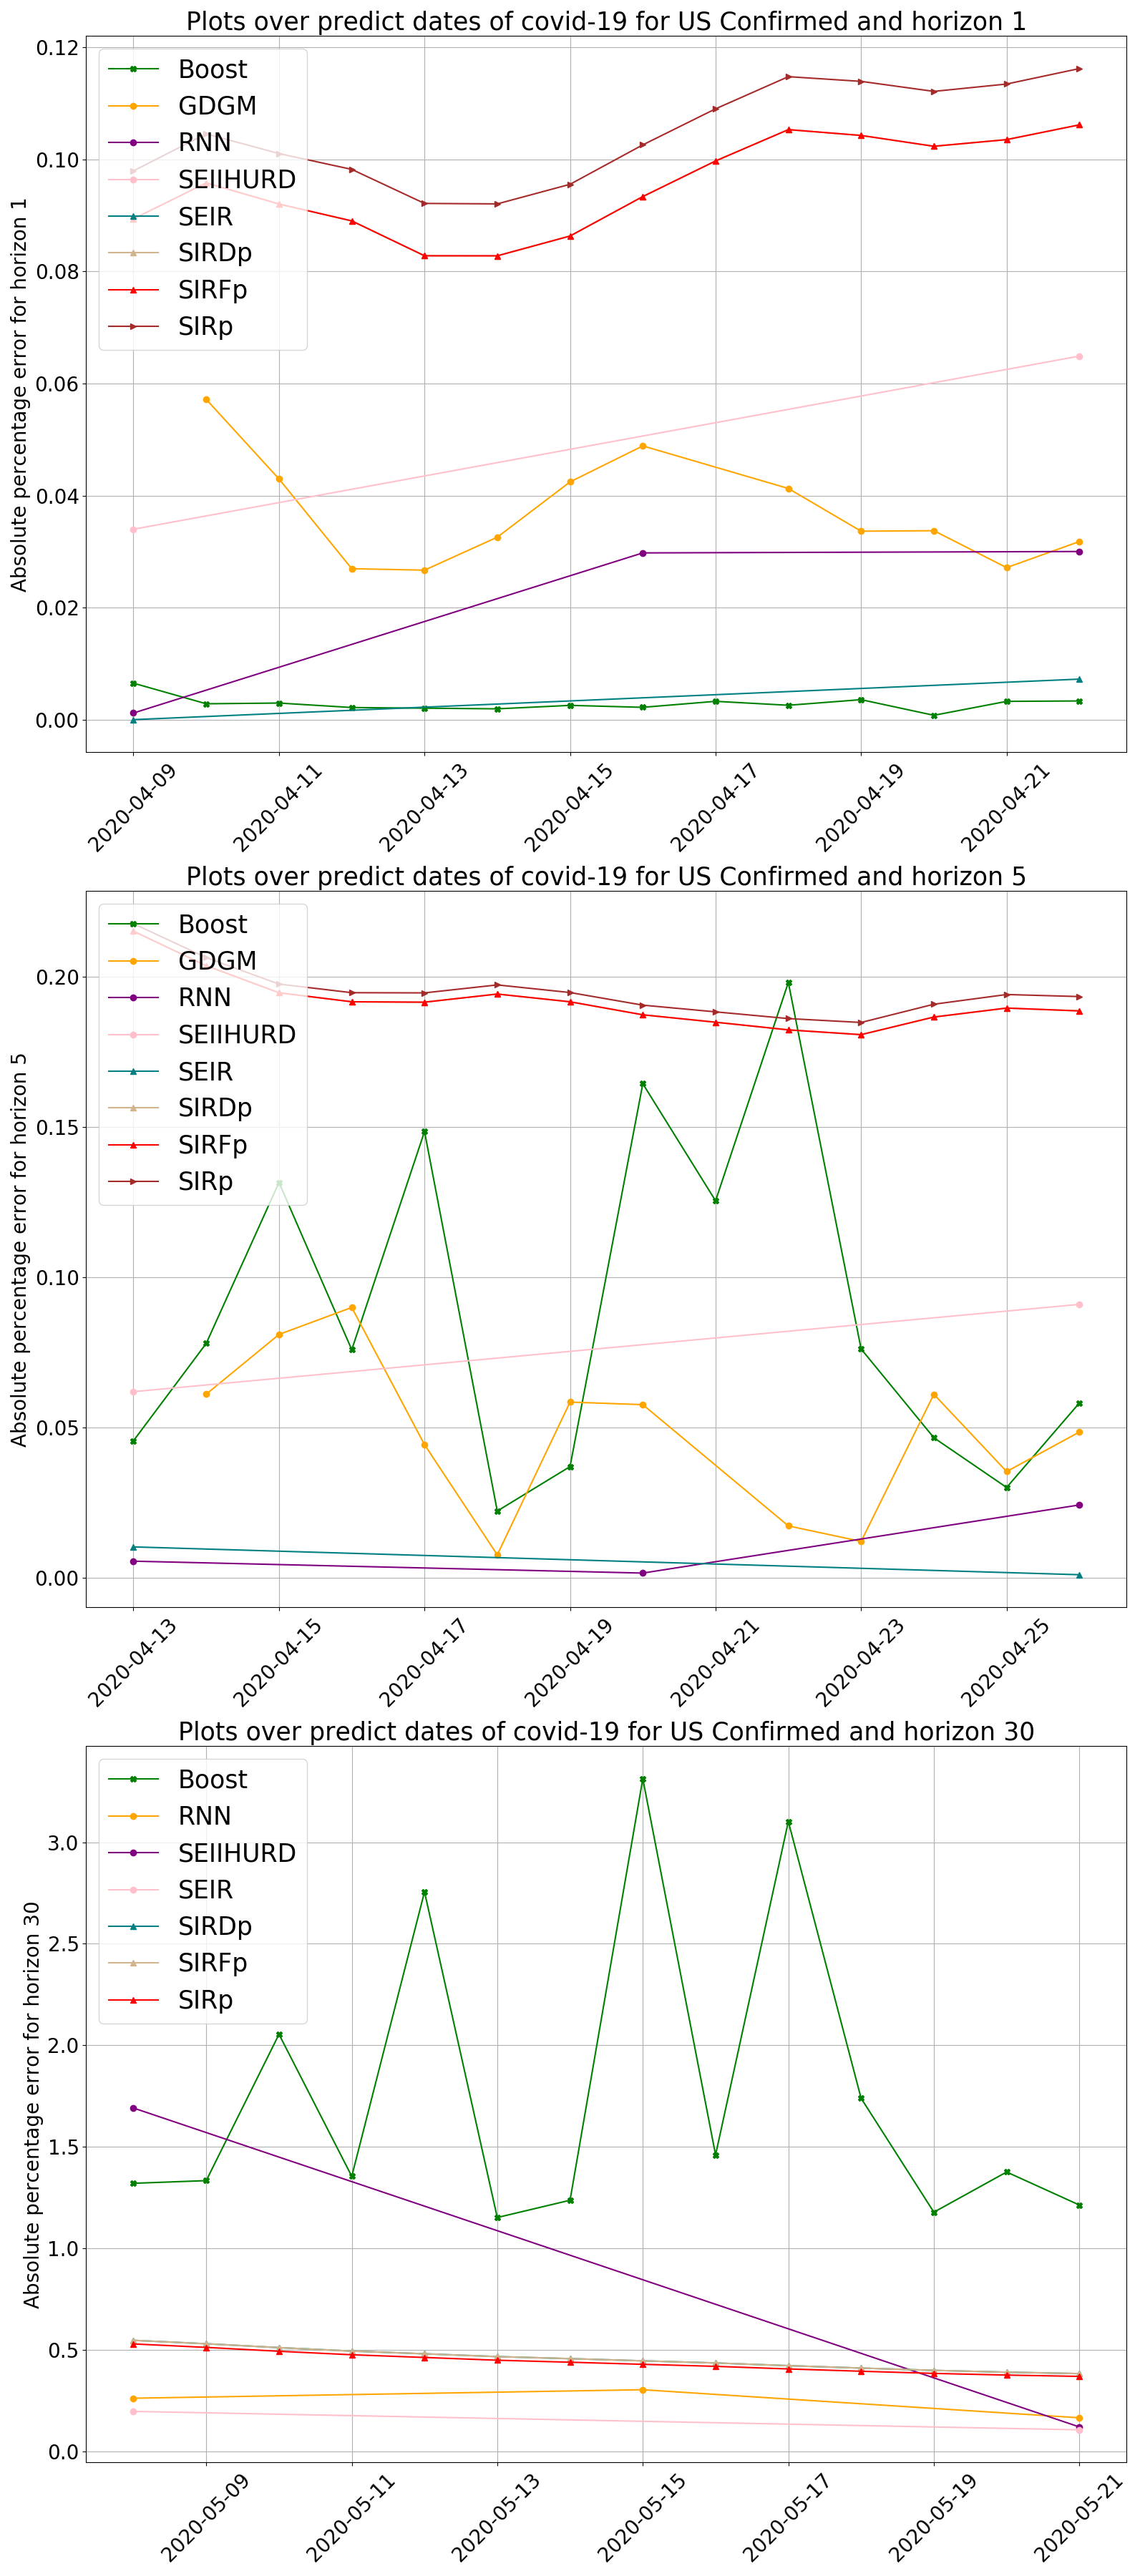 Plots over predict dates of covid-19 for US Confirmed and horizon 1
Absolute percentage error for horizon 1
0.12
0.10
0.08
0.06
0.04
0.02
0.00
Boost
GDGM
RNN
SEIIHURD
SEIR
SIRDp
SIRFp
SIRp
2020-04-09
2020-04-11
2020-04-13
2020-04-15
2020-04-17
2020-04-19
2020-04-21
Plots over predict dates of covid-19 for US Confirmed and horizon 5
Absolute percentage error for horizon 5
0.20
0.15
0.10
0.05
0.00
Boost
GDGM
RNN
SEIIHURD
SEIR
SIRDp
SIRFp
SIRp
2020-04-13
2020-04-15
2020-04-17
2020-04-19
2020-04-21
2020-04-23
2020-04-25
Plots over predict dates of covid-19 for US Confirmed and horizon 30
Absolute percentage error for horizon 30
3.0
2.5
2.0
1.5
1.0
0.5
0.0
Boost
RNN
SEIIHURD
SEIR
SIRDp
SIRFp
SIRp
2020-05-09
2020-05-11
2020-05-13
2020-05-15
2020-05-17
2020-05-19
2020-05-21